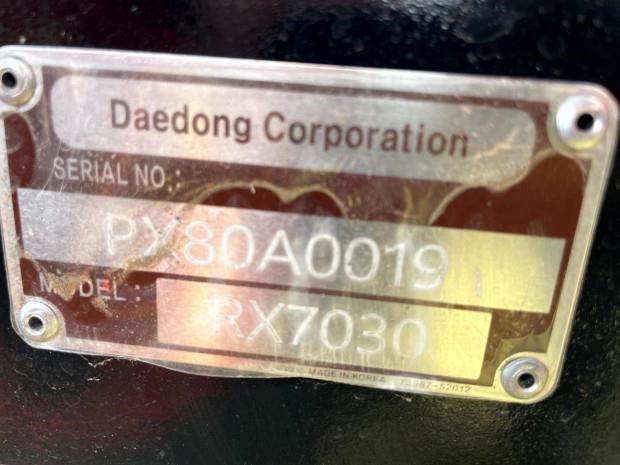 Daedong Corporation
SERIAL NO.:
PX80A0019
MODEL:
RX7030
MADE IN KOREA